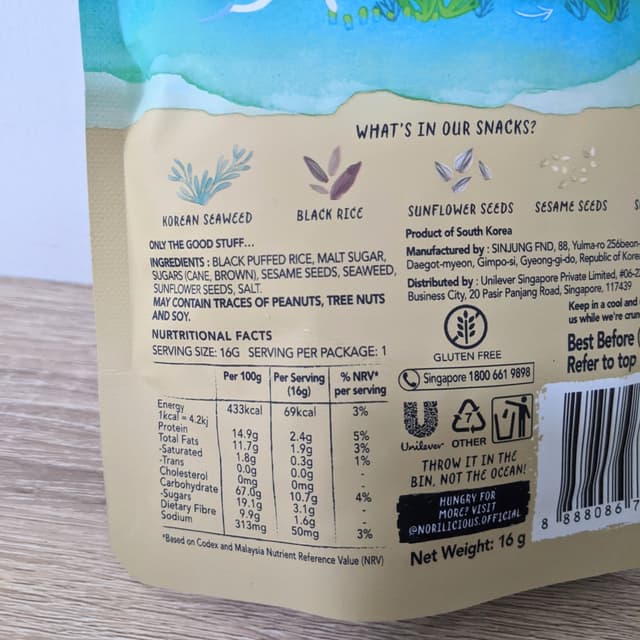 WHAT'S IN OUR SNACKS?
KOREAN SEAWEED
BLACK RICE
SUNFLOWER SEEDS
SESAME SEEDS
ONLY THE GOOD STUFF...
INGREDIENTS : BLACK PUFFED RICE, MALT SUGAR,
SUGARS (CANE, BROWN), SESAME SEEDS, SEAWEED,
SUNFLOWER SEEDS, SALT.
MAY CONTAIN TRACES OF PEANUTS, TREE NUTS
AND SOY.
NURTRITIONAL FACTS
SERVING SIZE: 16G SERVING PER PACKAGE: 1
Per 100g Per Serving (16g) % NRV* per serving
Energy 433kcal 69kcal 3%
1kcal = 4.2kj
Protein 14.9g 2.4g 5%
Total Fats 11.7g 1.9g 3%
-Saturated 1.8g 0.3g 1%
-Trans 0.0g 0.0g -
Cholesterol 0mg 0mg -
Carbohydrate 67.0g 10.7g 4%
-Sugars 19.1g 3.1g -
Dietary Fibre 9.9g 1.6g -
Sodium 313mg 50mg 3%
*Based on Codex and Malaysia Nutrient Reference Value (NRV)
Product of South Korea
Manufactured by : SINJUNG FND, 88, Yulma-ro 256beon-
Daegot-myeon, Gimpo-si, Gyeong-gi-do, Republic of Korea
Distributed by : Unilever Singapore Private Limited, #06-2
Business City, 20 Pasir Panjang Road, Singapore, 117439
Keep in a cool and
us while we're crun
Best Before (
Refer to top
GLUTEN FREE
Singapore 1800 661 9898
Unilever
7
OTHER
THROW IT IN THE
BIN, NOT THE OCEAN!
HUNGRY FOR
MORE? VISIT
@NORILICIOUS.OFFICIAL
Net Weight: 16 g
8 888086 7